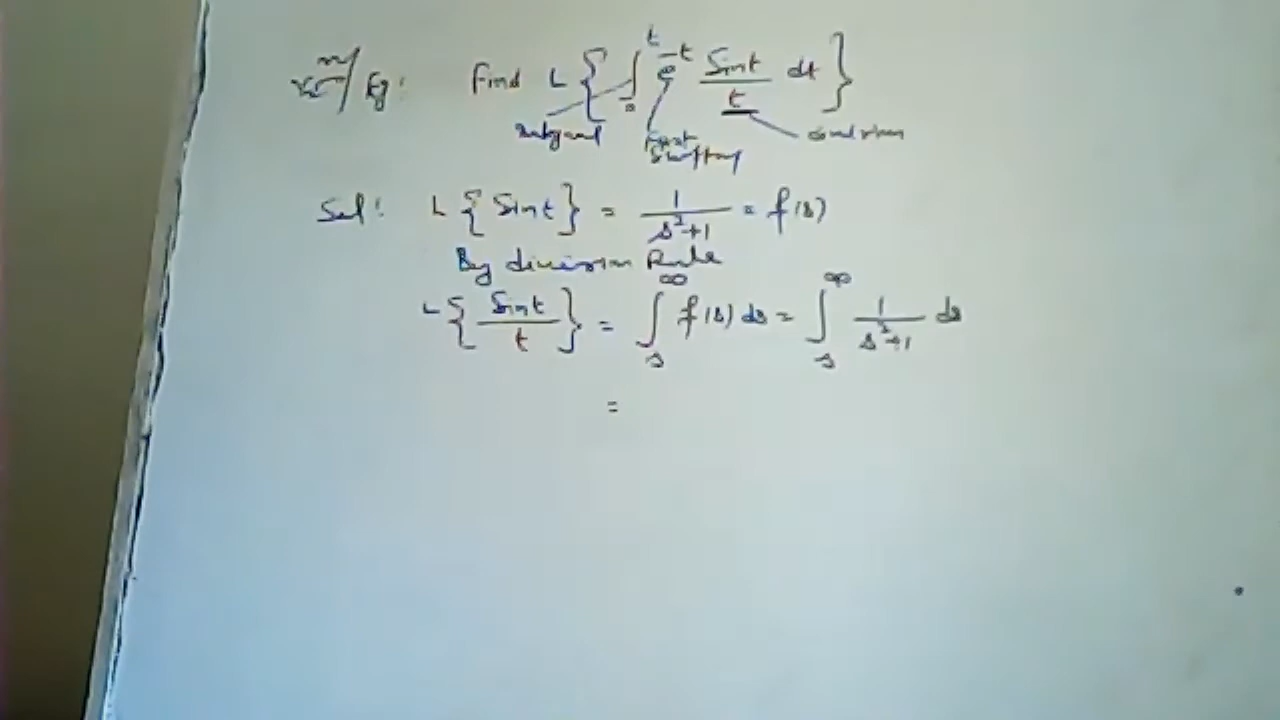 Eg: Find L { ∫₀ᵗ e⁻ᵗ Sint/t dt }
Integral First division
Shifting
Sol: L { Sint } = 1/(s²+1) = f(s)
By division Rule
L { Sint/t } = ∫ₛ^∞ f(s) ds = ∫ₛ^∞ 1/(s²+1) ds
=